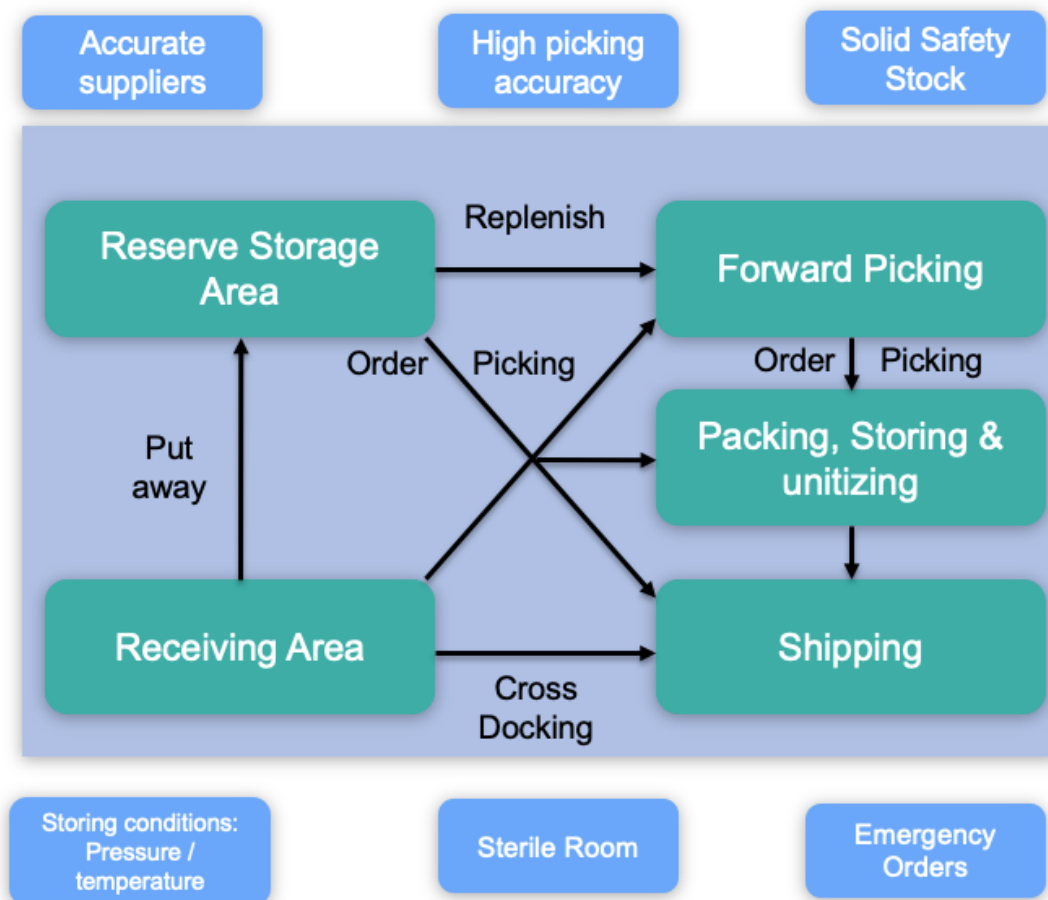 Accurate
suppliers
High picking
accuracy
Solid Safety
Stock
Reserve Storage
Area
Replenish
Forward Picking
Order
Picking
Order
Picking
Put
away
Packing, Storing &
unitizing
Receiving Area
Shipping
Cross
Docking
Storing conditions:
Pressure /
temperature
Sterile Room
Emergency
Orders